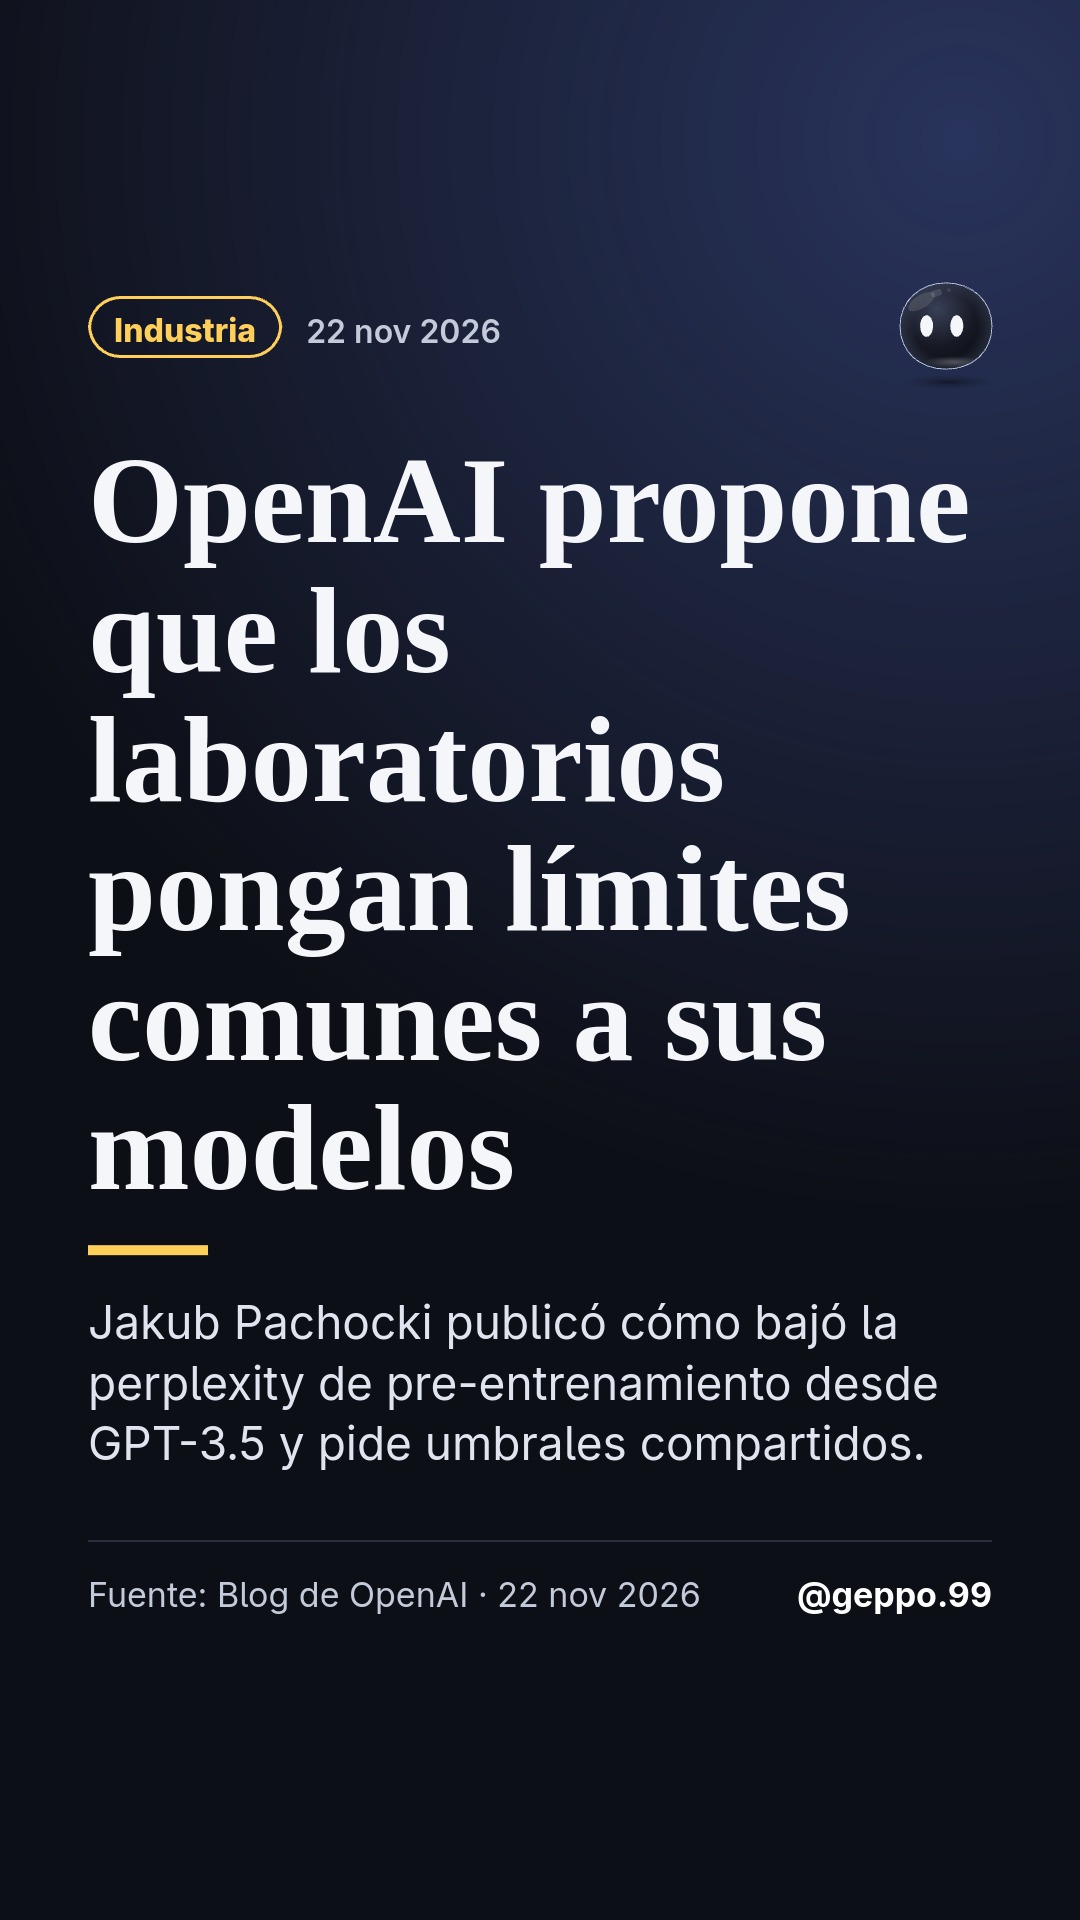 Industria
22 nov 2026
OpenAI propone
que los
laboratorios
pongan límites
comunes a sus
modelos
Jakub Pachocki publicó cómo bajó la
perplexity de pre-entrenamiento desde
GPT-3.5 y pide umbrales compartidos.
Fuente: Blog de OpenAI · 22 nov 2026
@geppo.99